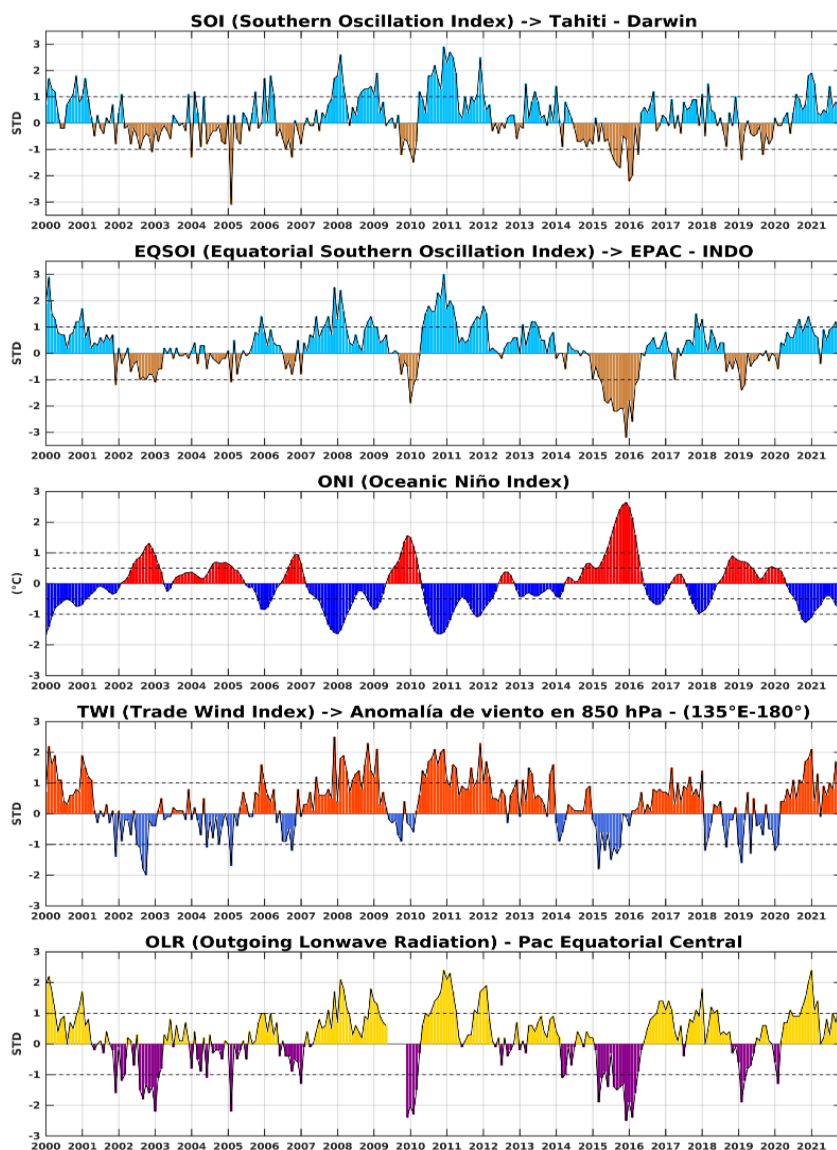 SOI (Southern Oscillation Index) -> Tahiti - Darwin
3
2
1
0
-1
-2
-3
STD
2000 2001 2002 2003 2004 2005 2006 2007 2008 2009 2010 2011 2012 2013 2014 2015 2016 2017 2018 2019 2020 2021
EQSOI (Equatorial Southern Oscillation Index) -> EPAC - INDO
3
2
1
0
-1
-2
-3
STD
2000 2001 2002 2003 2004 2005 2006 2007 2008 2009 2010 2011 2012 2013 2014 2015 2016 2017 2018 2019 2020 2021
ONI (Oceanic Niño Index)
3
2
1
0
-1
-2
-3
(°C)
2000 2001 2002 2003 2004 2005 2006 2007 2008 2009 2010 2011 2012 2013 2014 2015 2016 2017 2018 2019 2020 2021
TWI (Trade Wind Index) -> Anomalía de viento en 850 hPa - (135°E-180°)
3
2
1
0
-1
-2
-3
STD
2000 2001 2002 2003 2004 2005 2006 2007 2008 2009 2010 2011 2012 2013 2014 2015 2016 2017 2018 2019 2020 2021
OLR (Outgoing Lonwave Radiation) - Pac Equatorial Central
3
2
1
0
-1
-2
-3
STD
2000 2001 2002 2003 2004 2005 2006 2007 2008 2009 2010 2011 2012 2013 2014 2015 2016 2017 2018 2019 2020 2021